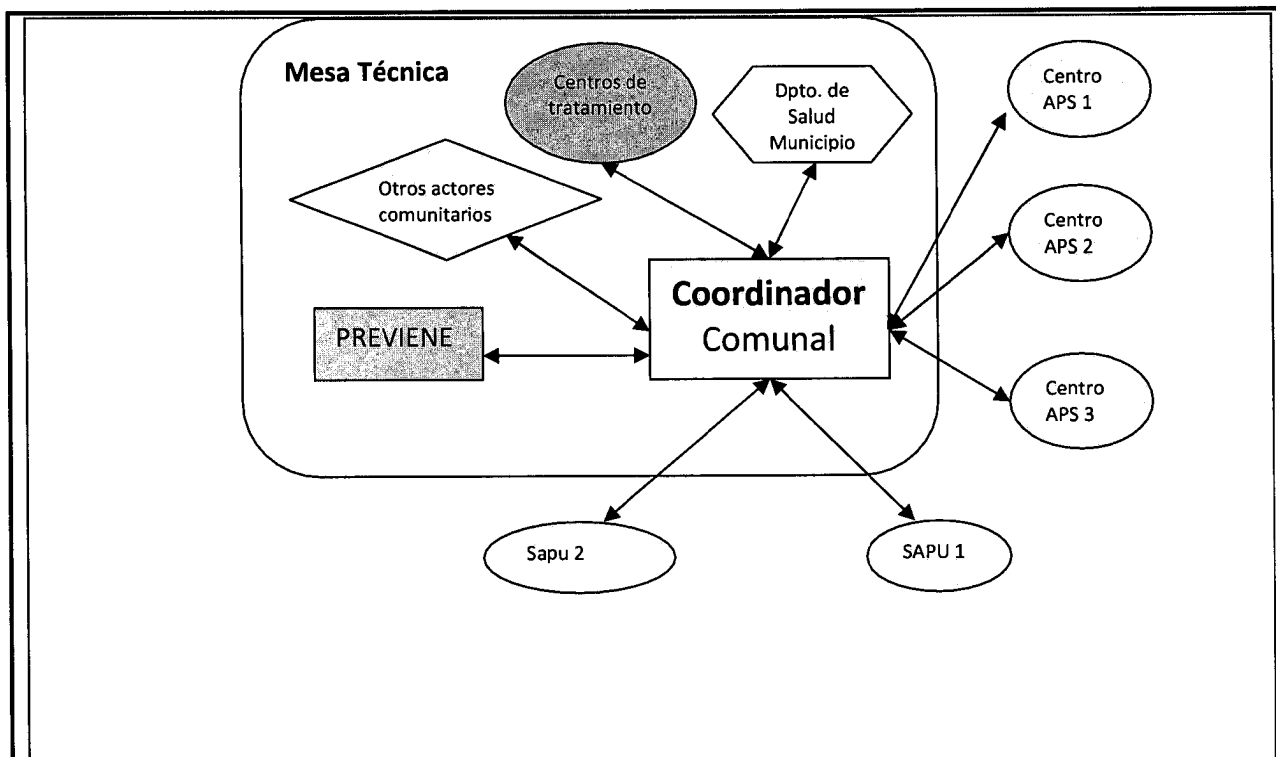 Mesa Técnica
Centros de
tratamiento
Dpto. de
Salud
Municipio
Centro
APS 1
Otros actores
comunitarios
Centro
APS 2
Coordinador
Comunal
PREVIENE
Centro
APS 3
Sapu 2
SAPU 1